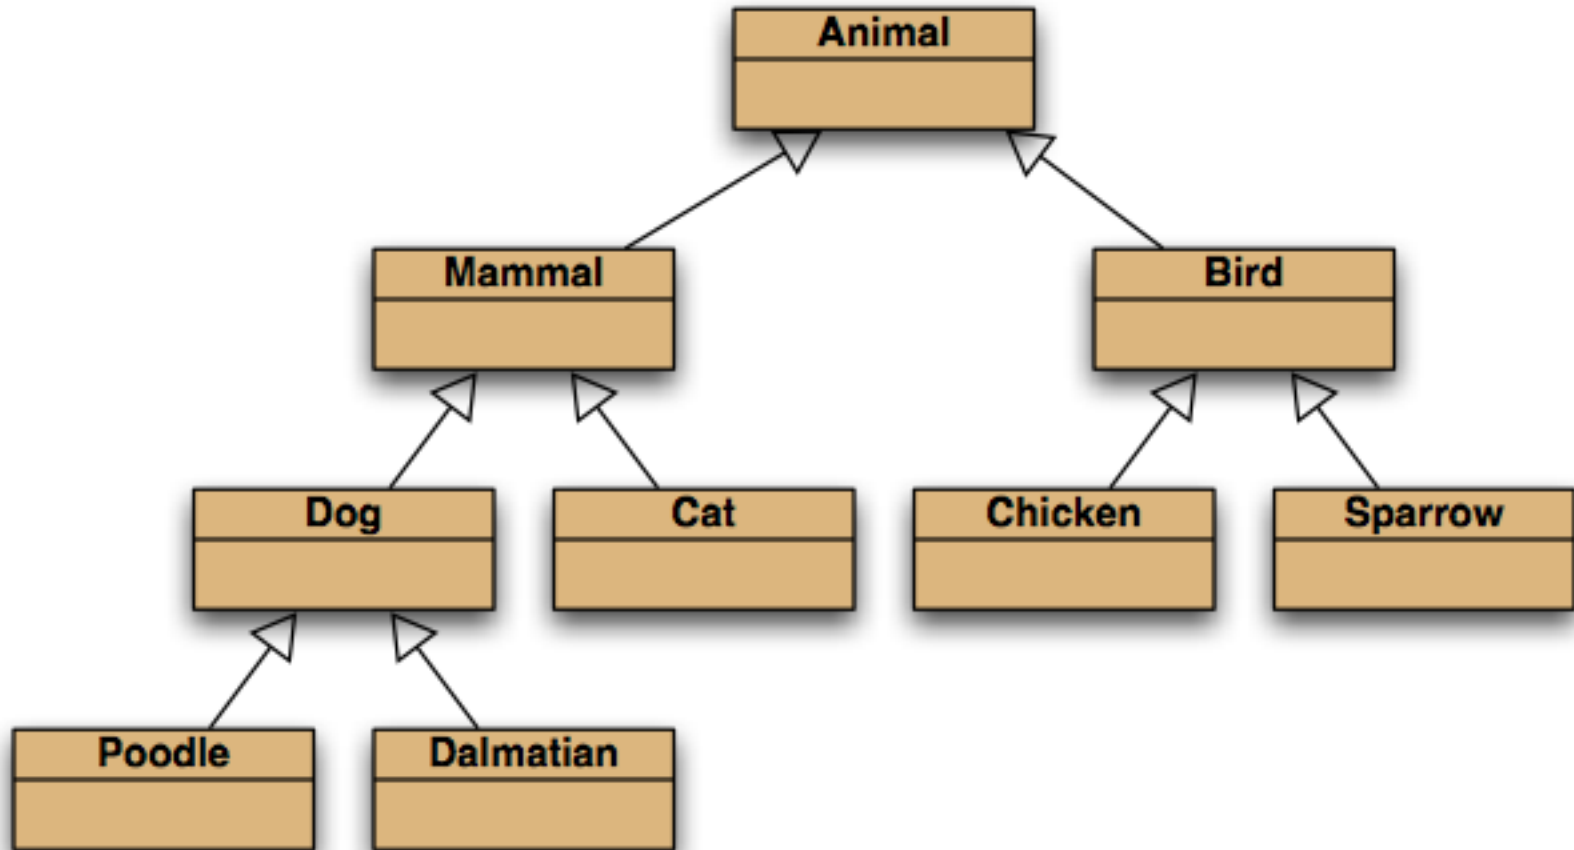 Animal
Mammal
Bird
Dog
Cat
Chicken
Sparrow
Poodle
Dalmatian